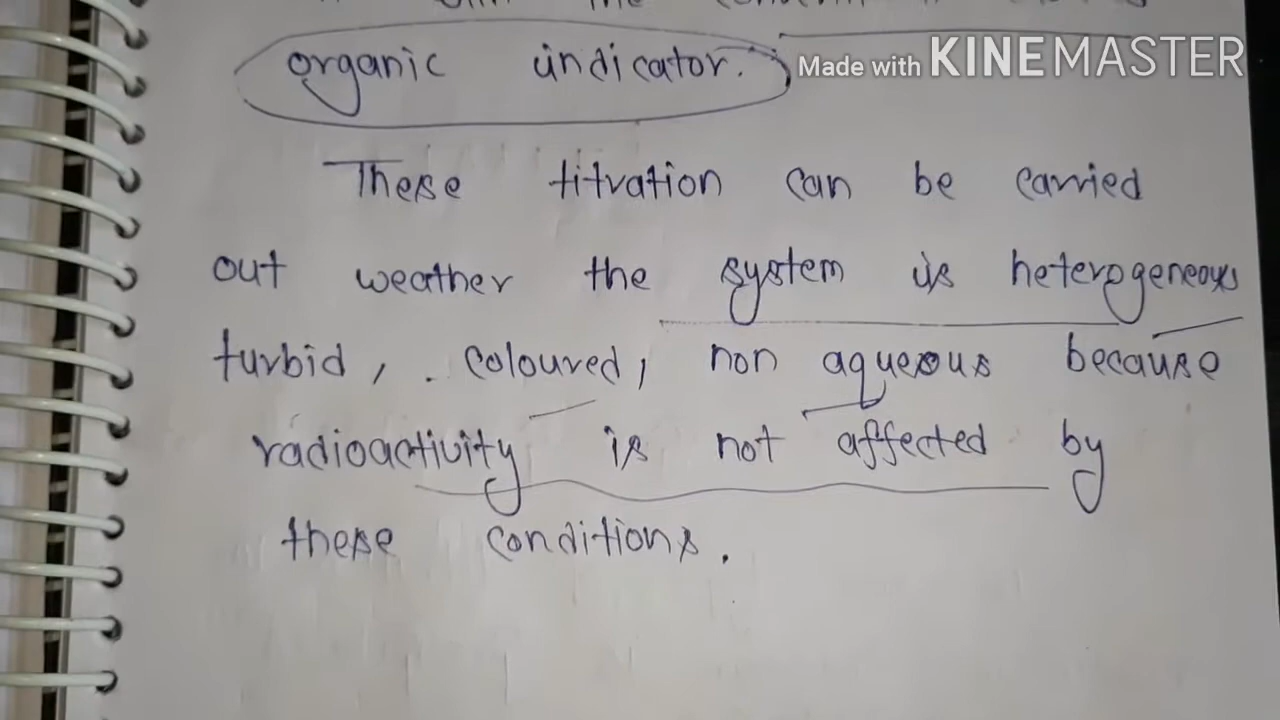 organic indicator.
Made with KINEMASTER
These titration can be carried
out weather the system is heterogeneous
turbid, . coloured, non aqueous because
radioactivity is not affected by
these conditions.